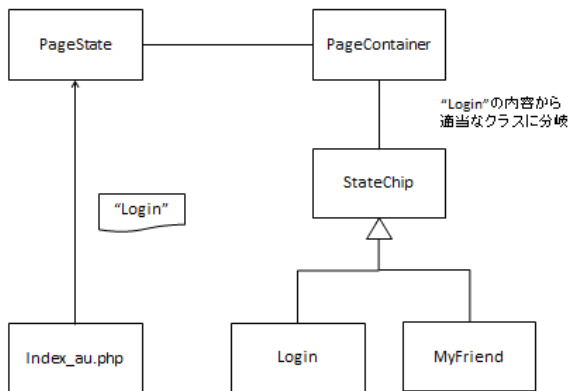 PageState
PageContainer
“Login”の内容から
適当なクラスに分岐
StateChip
“Login”
Index_au.php
Login
MyFriend